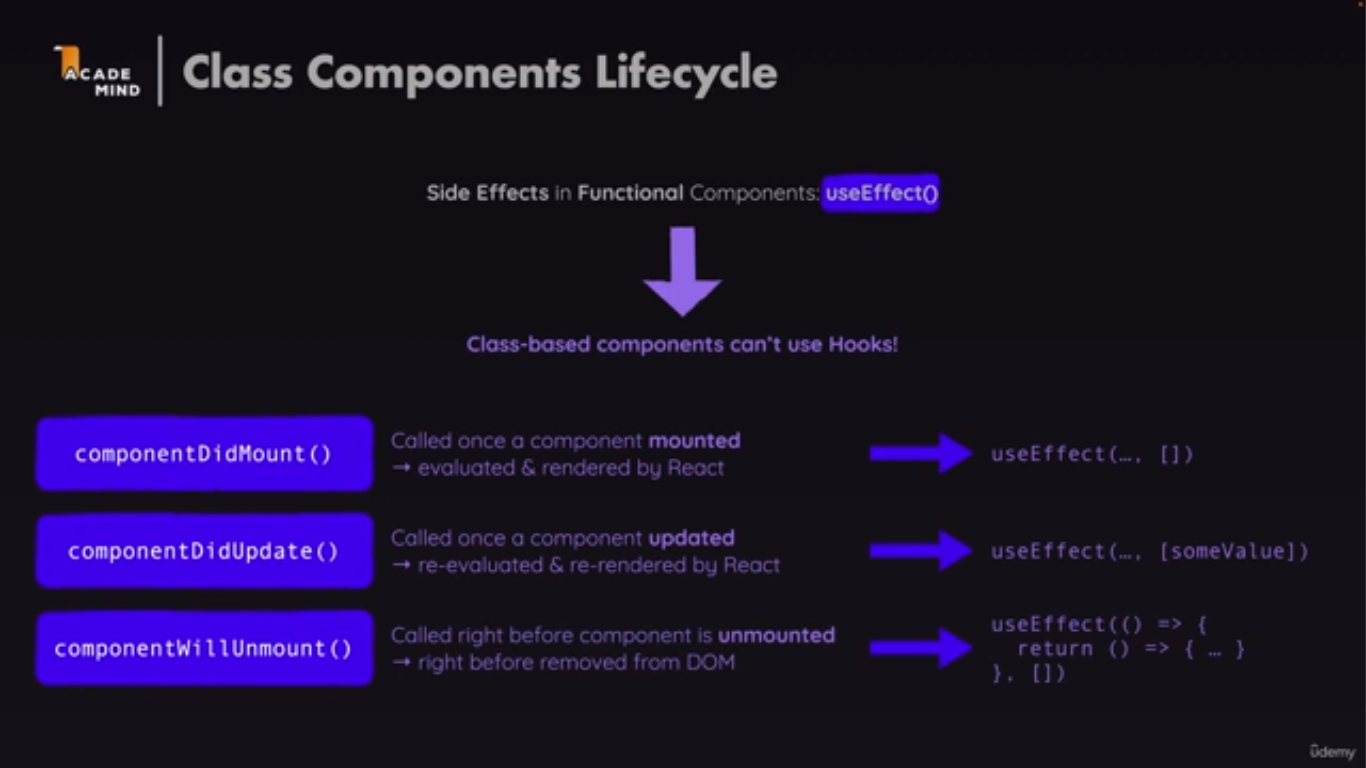 ACADE
MIND
Class Components Lifecycle
Side Effects in Functional Components: useEffect()
Class-based components can't use Hooks!
componentDidMount()
Called once a component mounted
→ evaluated & rendered by React
useEffect(…, [])
componentDidUpdate()
Called once a component updated
→ re-evaluated & re-rendered by React
useEffect(…, [someValue])
componentWillUnmount()
Called right before component is unmounted
→ right before removed from DOM
useEffect(() => {
return () => { … }
}, [])
ûdemy